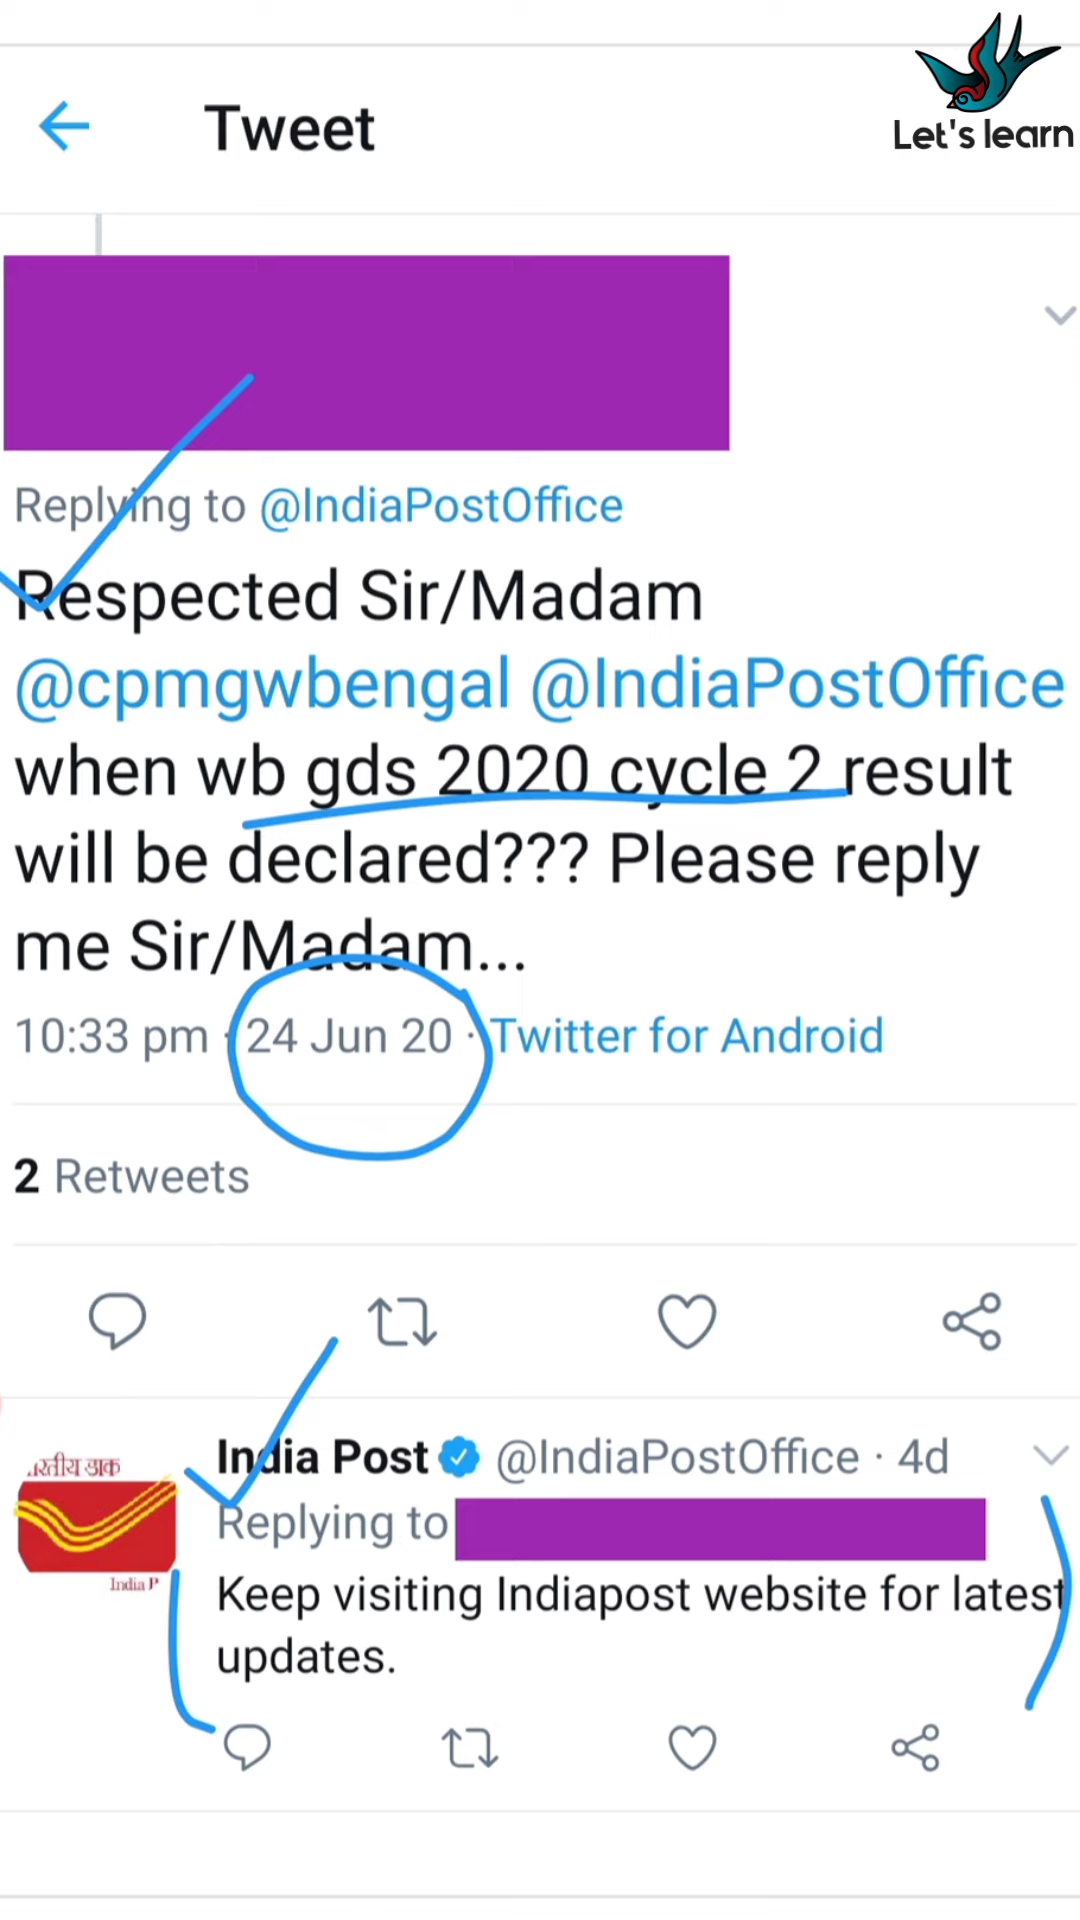 Let's learn
Tweet
Replying to @IndiaPostOffice
Respected Sir/Madam
@cpmgwbengal @IndiaPostOffice
when wb gds 2020 cycle 2 result
will be declared??? Please reply
me Sir/Madam...
10:33 pm · 24 Jun 20 · Twitter for Android
2 Retweets
रतीय डाक
India P
India Post @IndiaPostOffice · 4d
Replying to
Keep visiting Indiapost website for latest
updates.